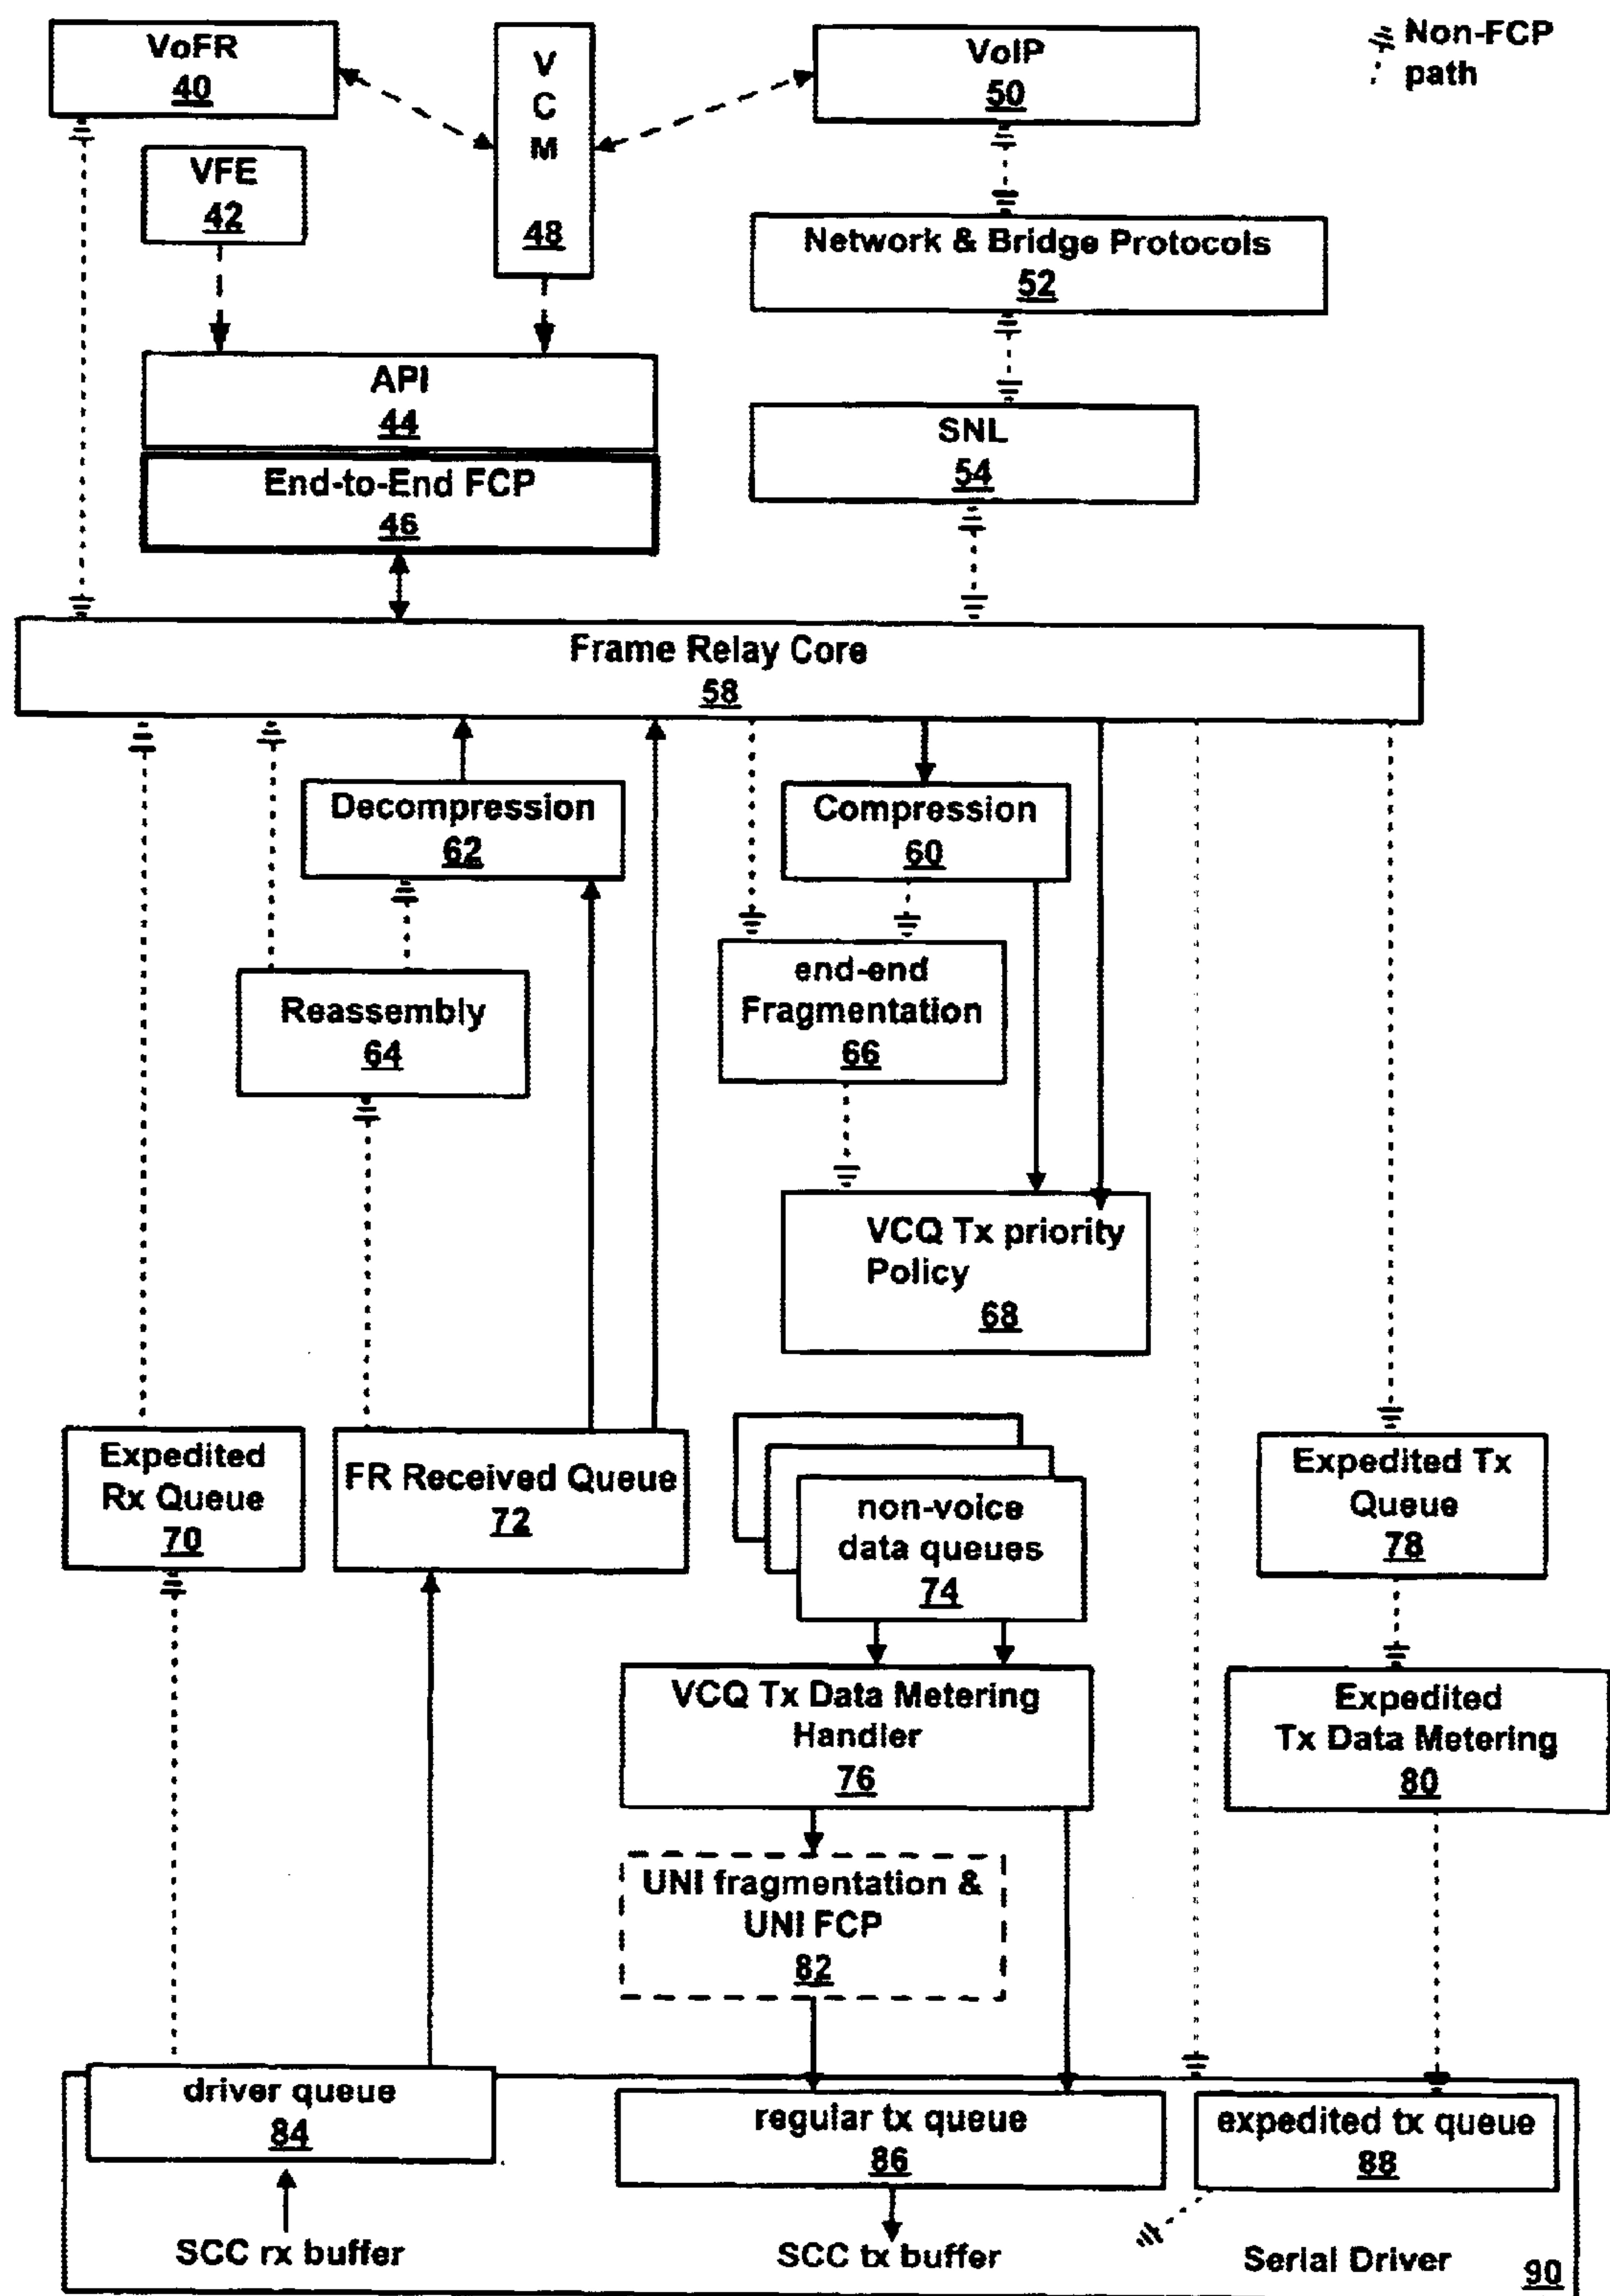 VoFR
40
V
C
M
48
VoIP
50
Non-FCP
path
VFE
42
Network & Bridge Protocols
52
API
44
SNL
54
End-to-End FCP
46
Frame Relay Core
58
Decompression
62
Compression
60
Reassembly
64
end-end
Fragmentation
66
VCQ Tx priority
Policy
68
Expedited
Rx Queue
70
FR Received Queue
72
non-voice
data queues
74
Expedited Tx
Queue
78
VCQ Tx Data Metering
Handler
76
Expedited
Tx Data Metering
80
UNI fragmentation &
UNI FCP
82
driver queue
84
regular tx queue
86
expedited tx queue
88
SCC rx buffer
SCC tx buffer
Serial Driver
90